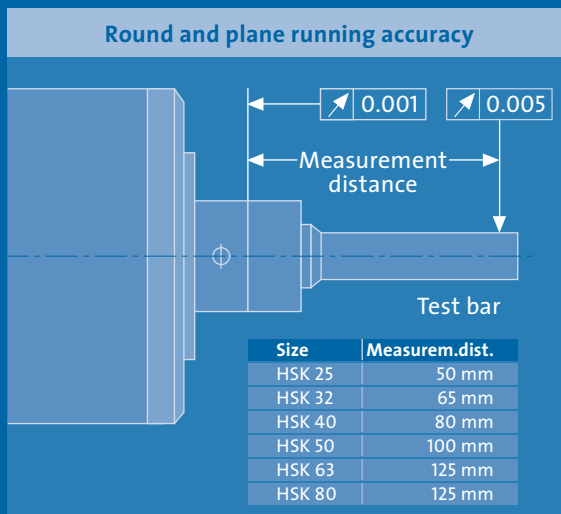 Round and plane running accuracy
0.001
0.005
Measurement
distance
Test bar
Size Measurem.dist.
HSK 25 50 mm
HSK 32 65 mm
HSK 40 80 mm
HSK 50 100 mm
HSK 63 125 mm
HSK 80 125 mm